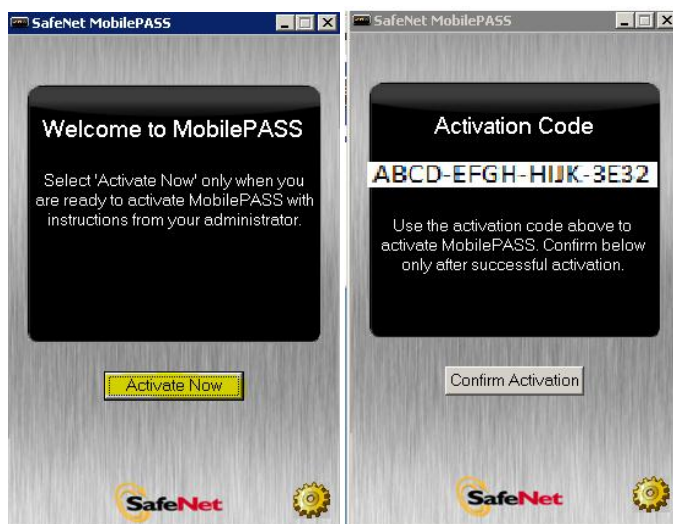 SafeNet MobilePASS
Welcome to MobilePASS
Select 'Activate Now' only when you
are ready to activate MobilePASS with
instructions from your administrator.
Activate Now
SafeNet
SafeNet MobilePASS
Activation Code
ABCD-EFGH-HIJK-3E32
Use the activation code above to
activate MobilePASS. Confirm below
only after successful activation.
Confirm Activation
SafeNet